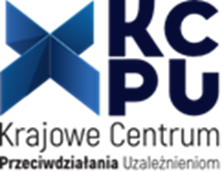 KC
PU
Krajowe Centrum
Przeciwdziałania Uzależnieniom